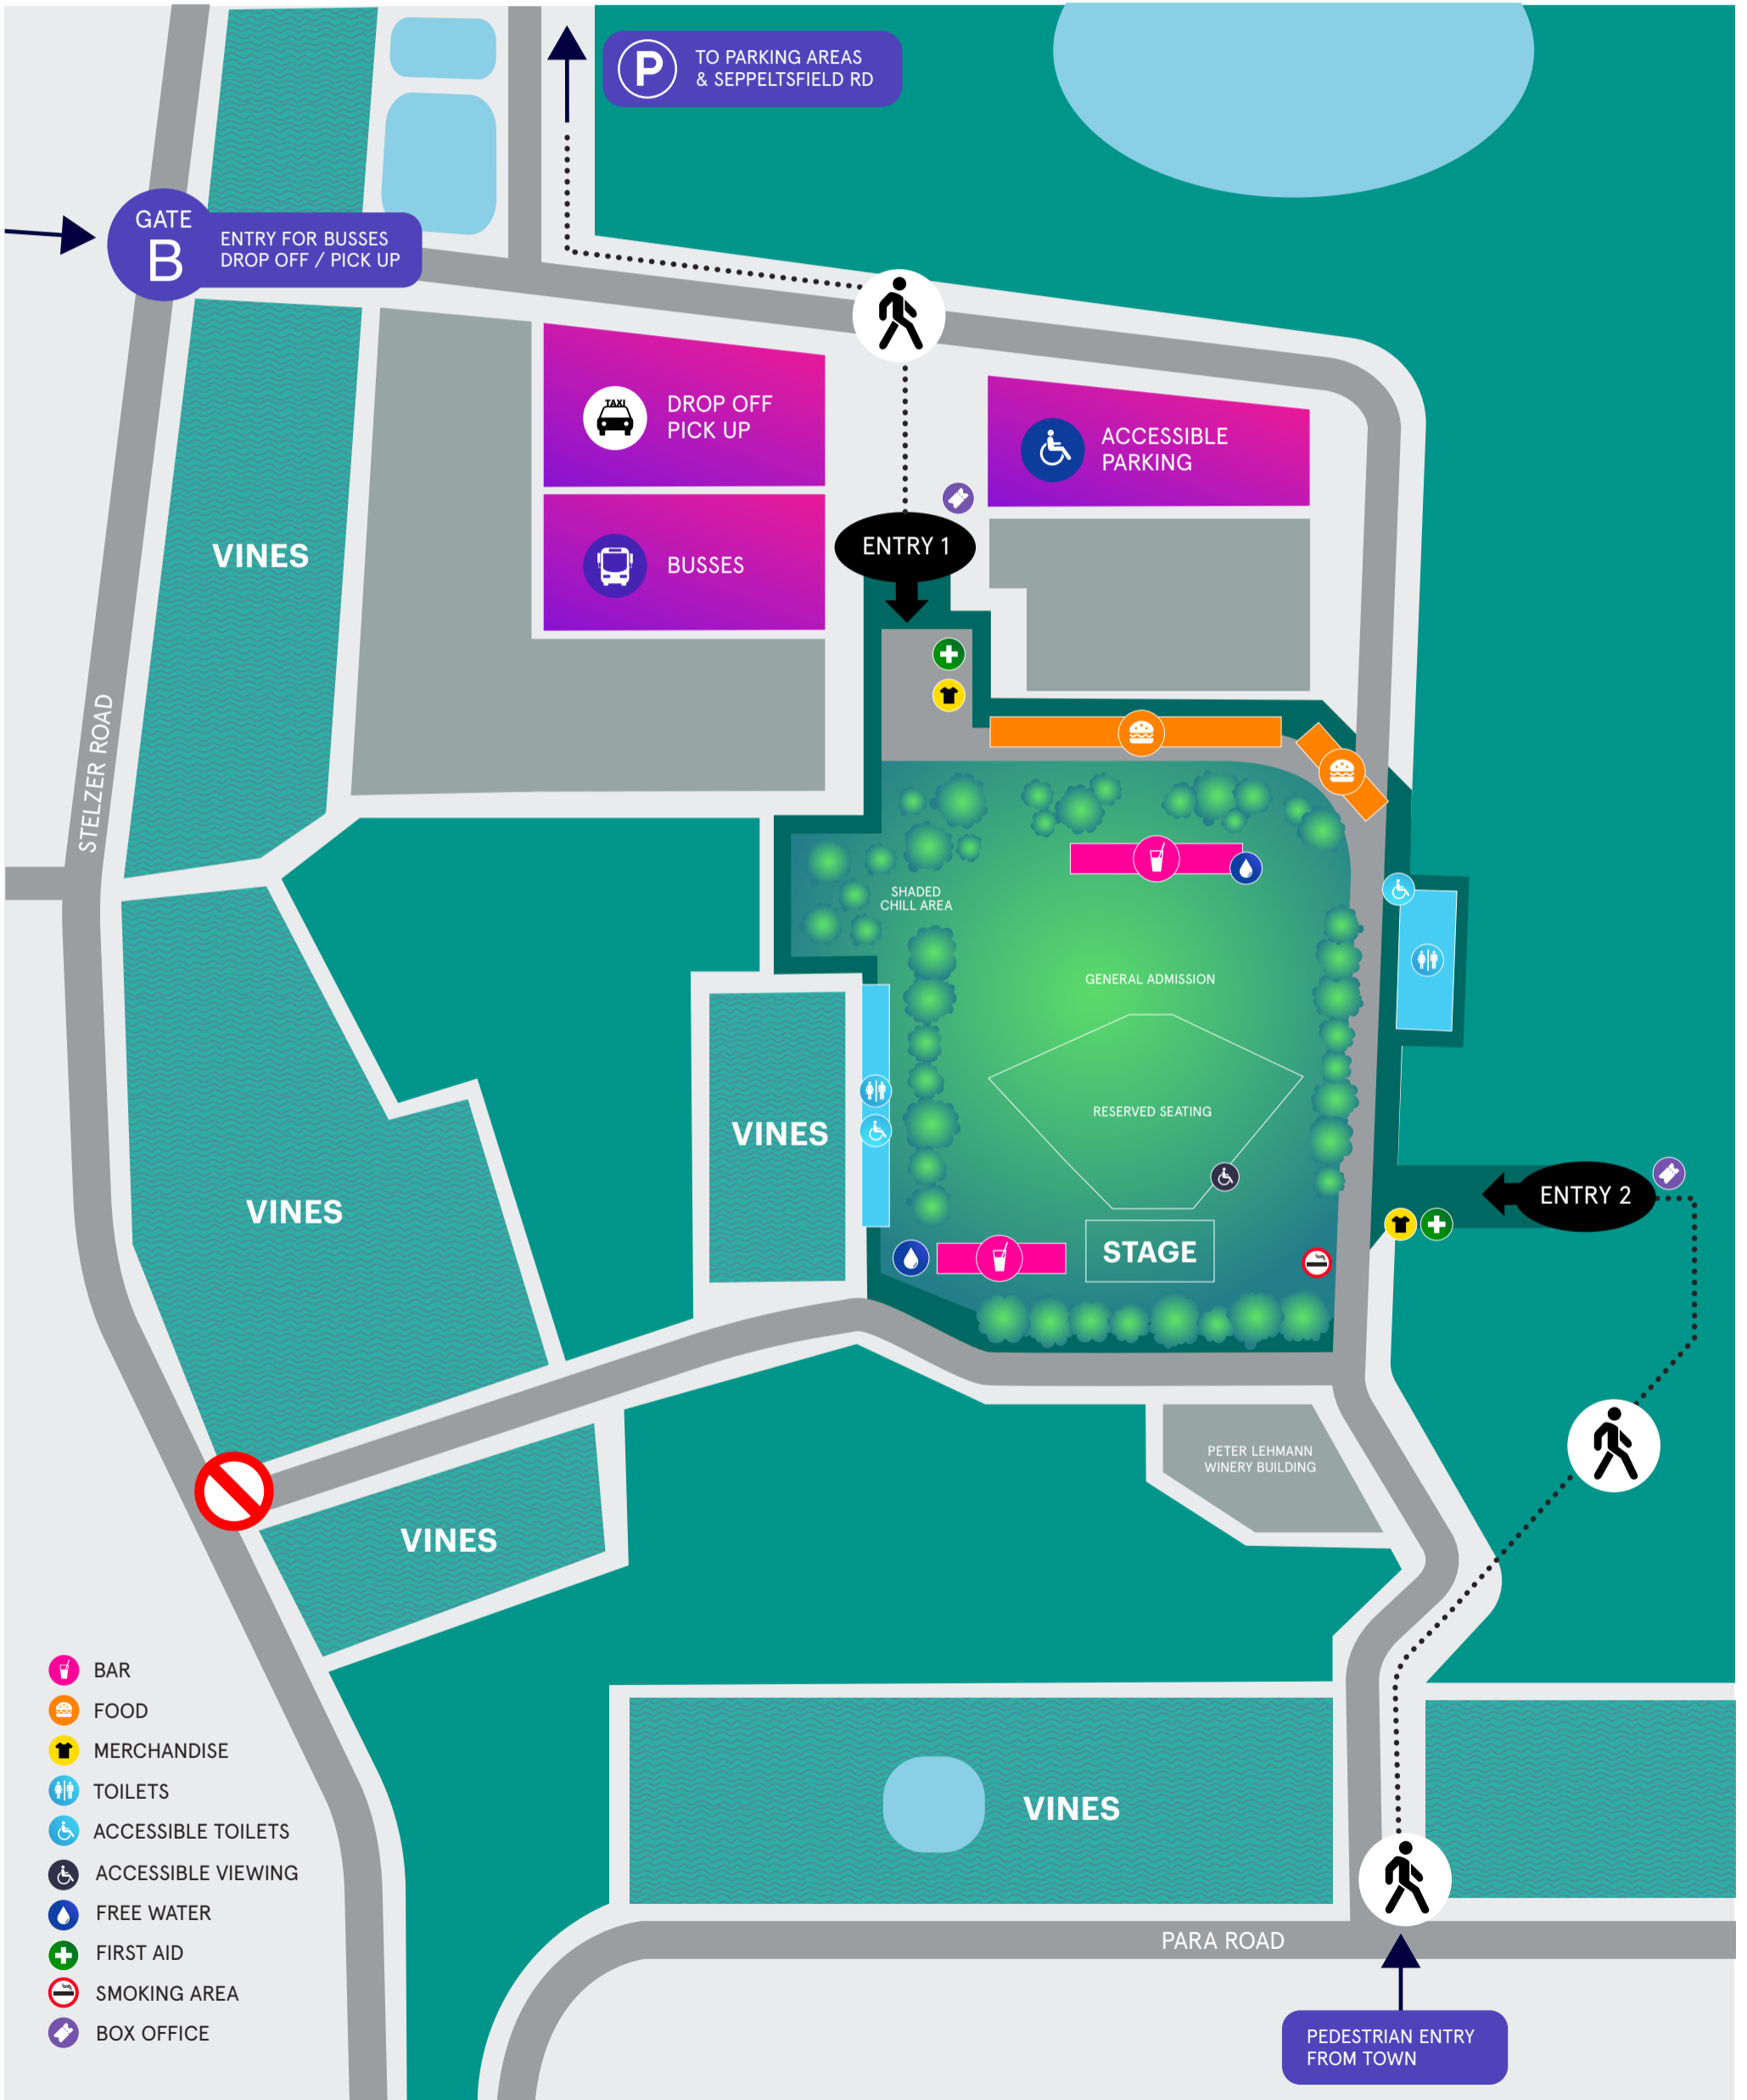 P
TO PARKING AREAS
& SEPPELTSFIELD RD
GATE
B
ENTRY FOR BUSSES
DROP OFF / PICK UP
TAXI
DROP OFF
PICK UP
ACCESSIBLE
PARKING
BUSSES
ENTRY 1
VINES
STELZER ROAD
SHADED
CHILL AREA
GENERAL ADMISSION
RESERVED SEATING
VINES
VINES
ENTRY 2
STAGE
PETER LEHMANN
WINERY BUILDING
VINES
BAR
FOOD
MERCHANDISE
TOILETS
ACCESSIBLE TOILETS
ACCESSIBLE VIEWING
FREE WATER
FIRST AID
SMOKING AREA
BOX OFFICE
VINES
PARA ROAD
PEDESTRIAN ENTRY
FROM TOWN